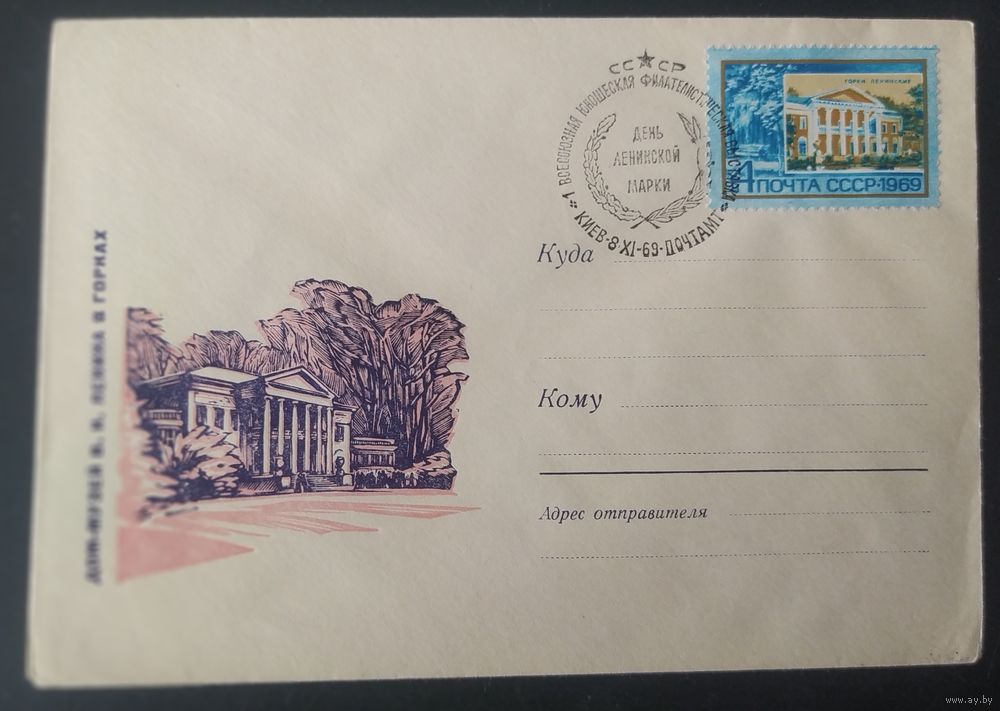 СССР
1 ВСЕСОЮЗНАЯ ЮНОШЕСКАЯ ФИЛАТЕЛИСТИЧЕСКАЯ ВЫСТАВКА
ДЕНЬ
ЛЕНИНСКОЙ
МАРКИ
КИЕВ-8·XI-69-ПОЧТАМТ
ГОРКИ ЛЕНИНСКИЕ
4 ПОЧТА СССР·1969
Куда
Кому
Адрес отправителя
ДОМ-МУЗЕЙ В. И. ЛЕНИНА В ГОРКАХ
www.ay.by